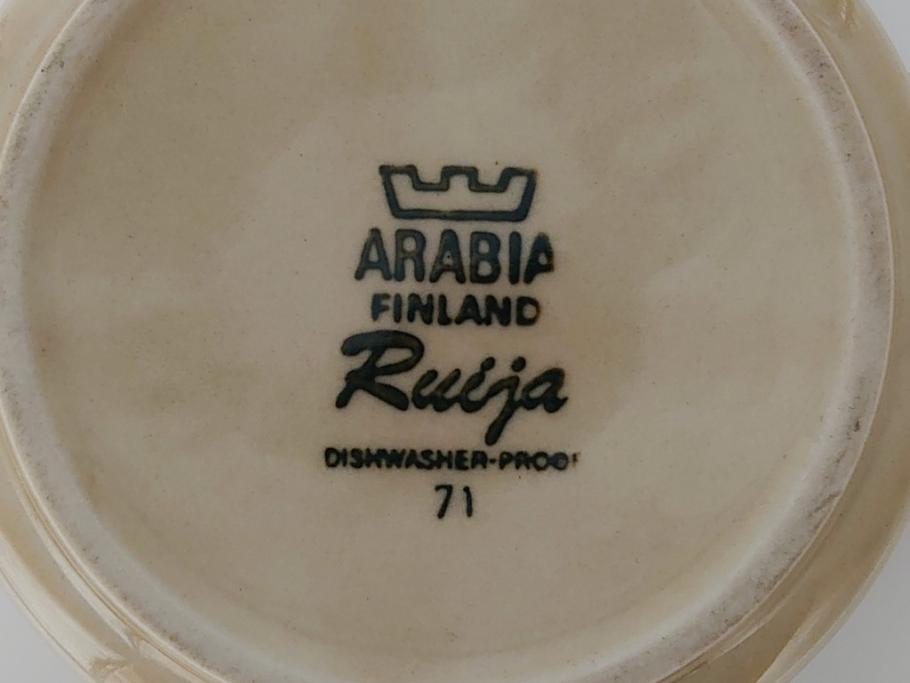 ARABIA
FINLAND
Ruija
DISHWASHER-PROOF
71